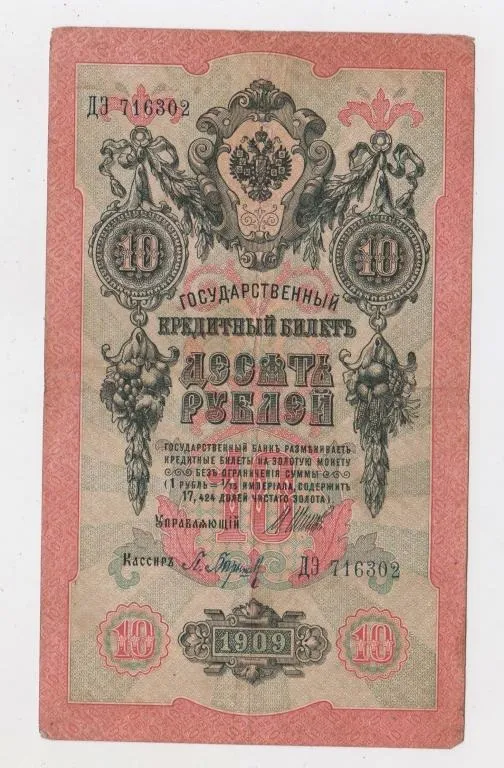 ДЭ 716302
10 10
ГОСУДАРСТВЕННЫЙ
КРЕДИТНЫЙ БИЛЕТЪ
ДЕСЯТЬ
РУБЛЕЙ
ГОСУДАРСТВЕННЫЙ БАНКЪ РАЗМѢНИВАЕТЪ
КРЕДИТНЫЕ БИЛЕТЫ НА ЗОЛОТУЮ МОНЕТУ
БЕЗЪ ОГРАНИЧЕНІЯ СУММЫ
(1 РУБЛЬ = 1/15 ИМПЕРІАЛА, СОДЕРЖИТЪ
17,424 ДОЛЕЙ ЧИСТАГО ЗОЛОТА).
10
УПРАВЛЯЮЩІЙ
КАССИРЪ
ДЭ 716302
10 1909 10